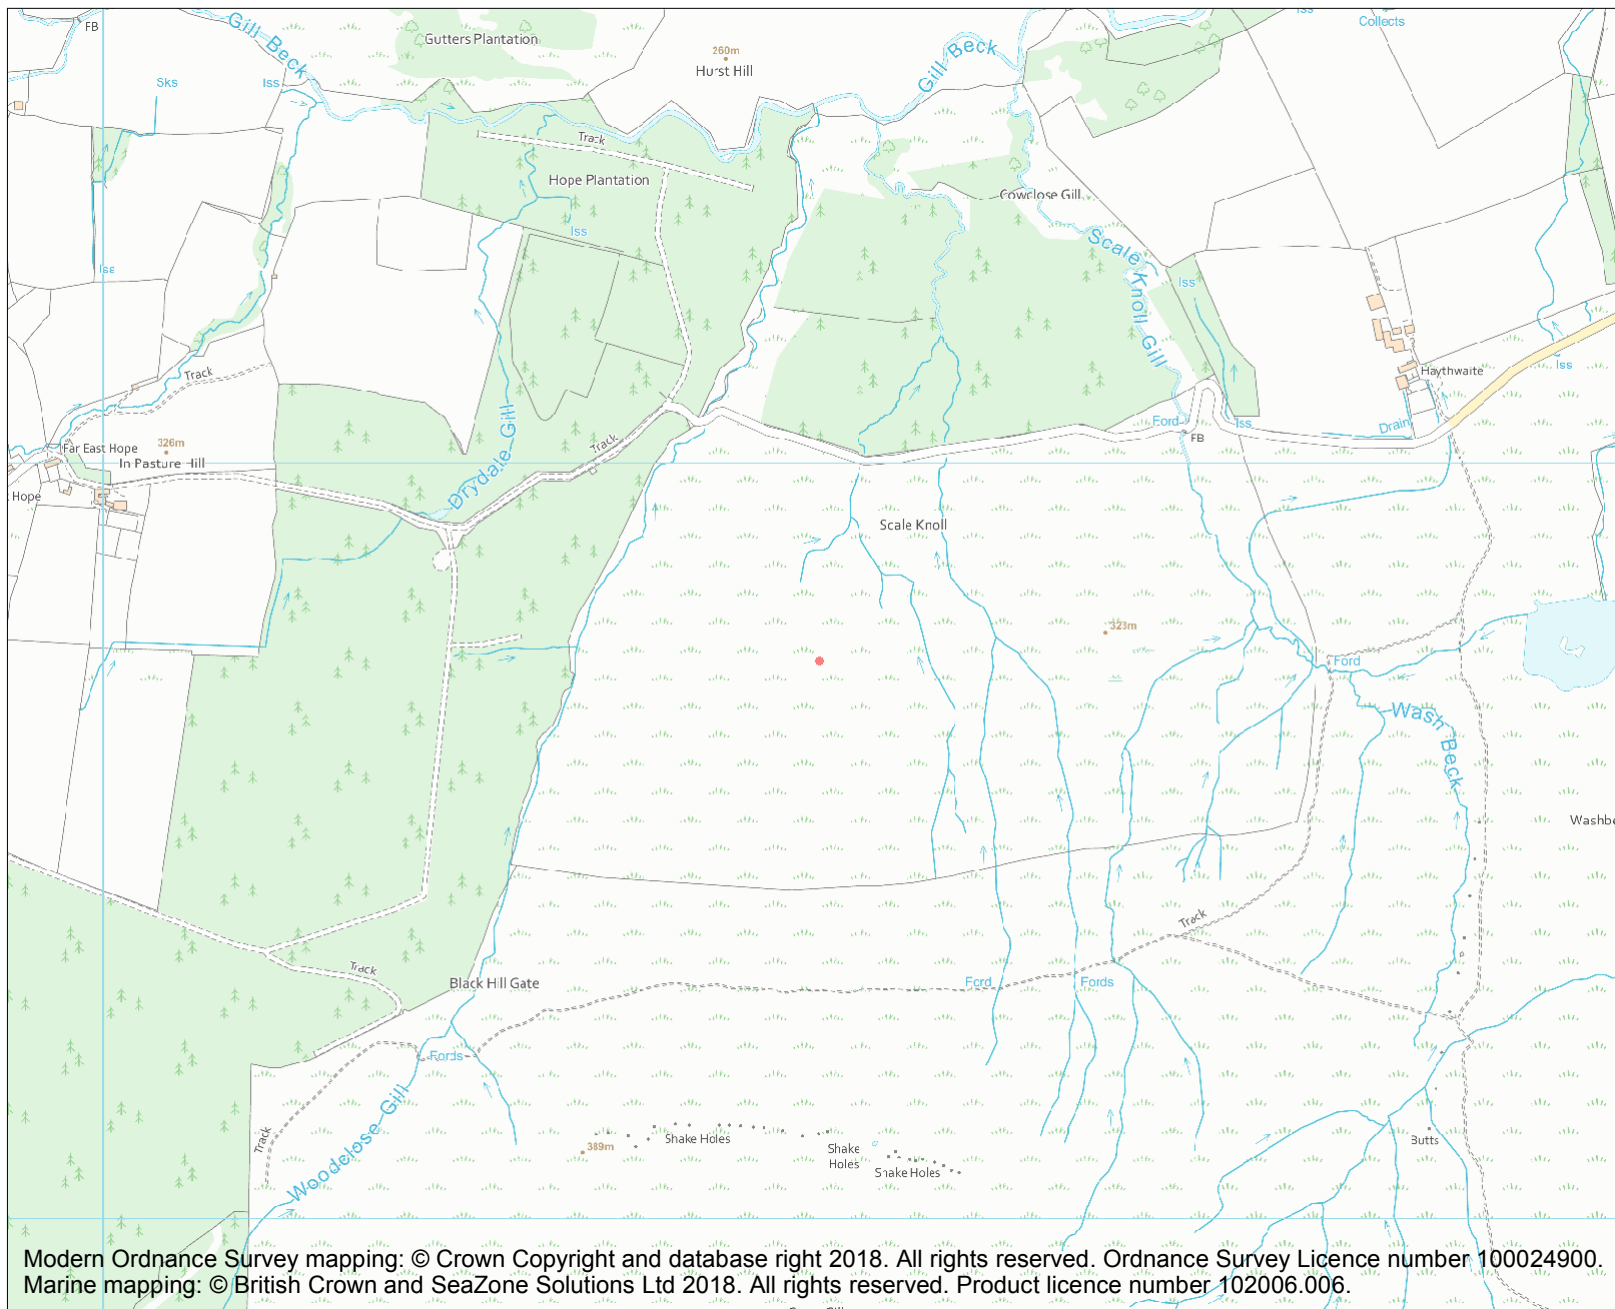 FB
Gill Beck
Gutters Plantation
260m
Hurst Hill
Gill Beck
Iss
Collects
Sks
Iss
Track
Hope Plantation
Iss
Cowclose Gill
Scale Knoll Gill
Iss
Iss
Track
Haythwaite
Iss
Drydale Gill
Track
Ford
FB
Iss
Drain
326m
Far East Hope
In Pasture Hill
Hope
Scale Knoll
323m
Ford
Wash Beck
Washbe
Track
Track
Black Hill Gate
Ford
Fords
Fords
Woodclose Gill
Track
389m
Shake Holes
Shake
Holes
Shake Holes
Butts
Modern Ordnance Survey mapping: © Crown Copyright and database right 2018. All rights reserved. Ordnance Survey Licence number 100024900.
Marine mapping: © British Crown and SeaZone Solutions Ltd 2018. All rights reserved. Product licence number 102006.006.